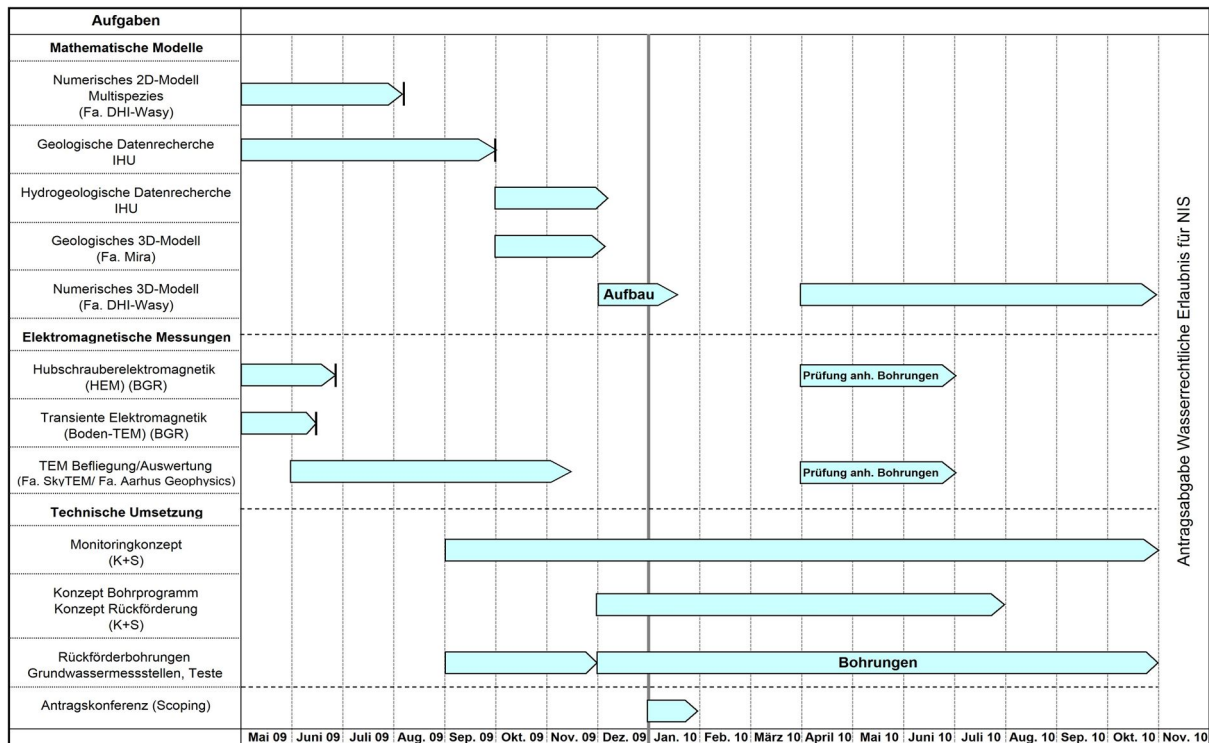 Aufgaben
Mathematische Modelle
Numerisches 2D-Modell
Multispezies
(Fa. DHI-Wasy)
Geologische Datenrecherche
IHU
Hydrogeologische Datenrecherche
IHU
Geologisches 3D-Modell
(Fa. Mira)
Numerisches 3D-Modell
(Fa. DHI-Wasy)
Aufbau
Elektromagnetische Messungen
Hubschrauberelektromagnetik
(HEM) (BGR)
Prüfung anh. Bohrungen
Transiente Elektromagnetik
(Boden-TEM) (BGR)
TEM Befliegung/Auswertung
(Fa. SkyTEM/ Fa. Aarhus Geophysics)
Prüfung anh. Bohrungen
Technische Umsetzung
Monitoringkonzept
(K+S)
Konzept Bohrprogramm
Konzept Rückförderung
(K+S)
Rückförderbohrungen
Grundwassermessstellen, Teste
Bohrungen
Antragskonferenz (Scoping)
Mai 09 Juni 09 Juli 09 Aug. 09 Sep. 09 Okt. 09 Nov. 09 Dez. 09 Jan. 10 Feb. 10 März 10 April 10 Mai 10 Juni 10 Juli 10 Aug. 10 Sep. 10 Okt. 10 Nov. 10
Antragsabgabe Wasserrechtliche Erlaubnis für NIS